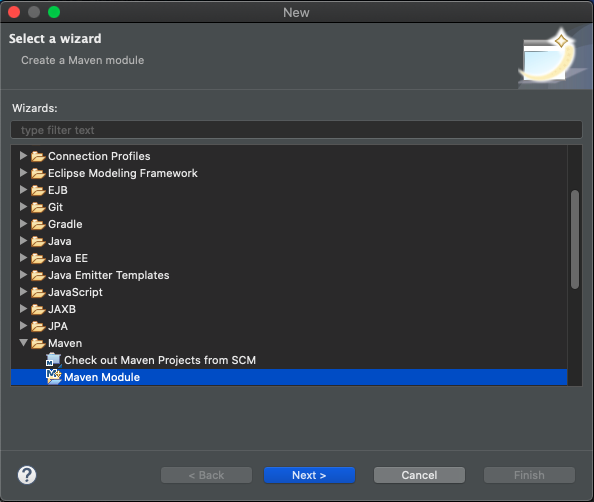 New
Select a wizard
Create a Maven module
Wizards:
type filter text
Connection Profiles
Eclipse Modeling Framework
EJB
Git
Gradle
Java
Java EE
Java Emitter Templates
JavaScript
JAXB
JPA
Maven
Check out Maven Projects from SCM
Maven Module
? < Back Next > Cancel Finish